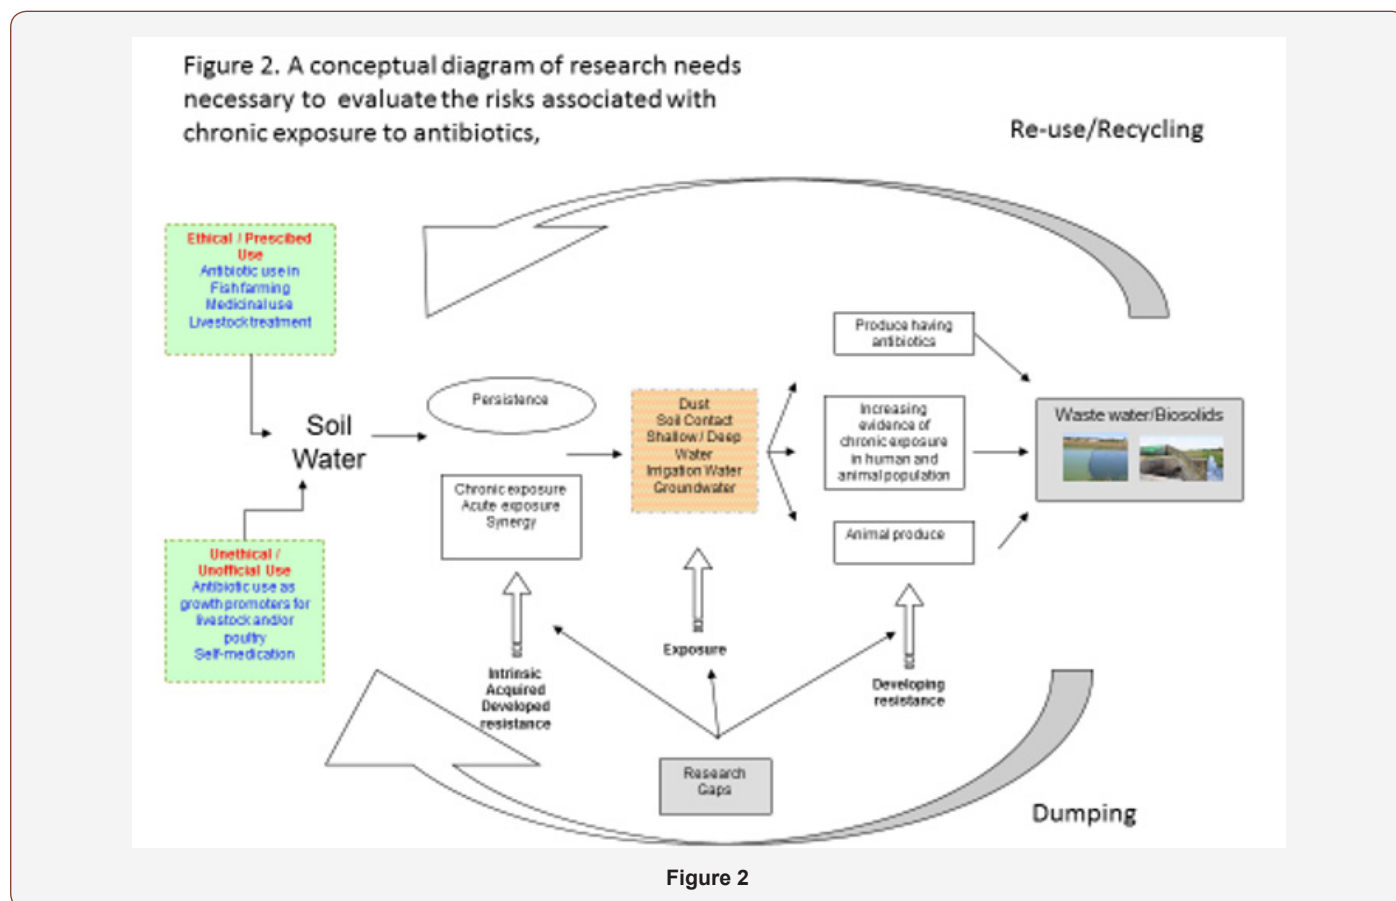 Figure 2. A conceptual diagram of research needs
necessary to evaluate the risks associated with
chronic exposure to antibiotics,
Re-use/Recycling
Ethical / Prescibed
Use
Antibiotic use in
Fish farming
Medicinal use
Livestock treatment
Soil
Water
Unethical /
Unofficial Use
Antibiotic use as
growth promoters for
livestock and/or
poultry
Self-medication
Persistence
Chronic exposure
Acute exposure
Synergy
Intrinsic
Acquired
Developed
resistance
Dust
Soil Contact
Shallow / Deep
Water
Irrigation Water
Groundwater
Exposure
Research
Gaps
Produce having
antibiotics
Increasing
evidence of
chronic exposure
in human and
animal population
Animal produce
Developing
resistance
Waste water/Biosolids
Dumping
Figure 2